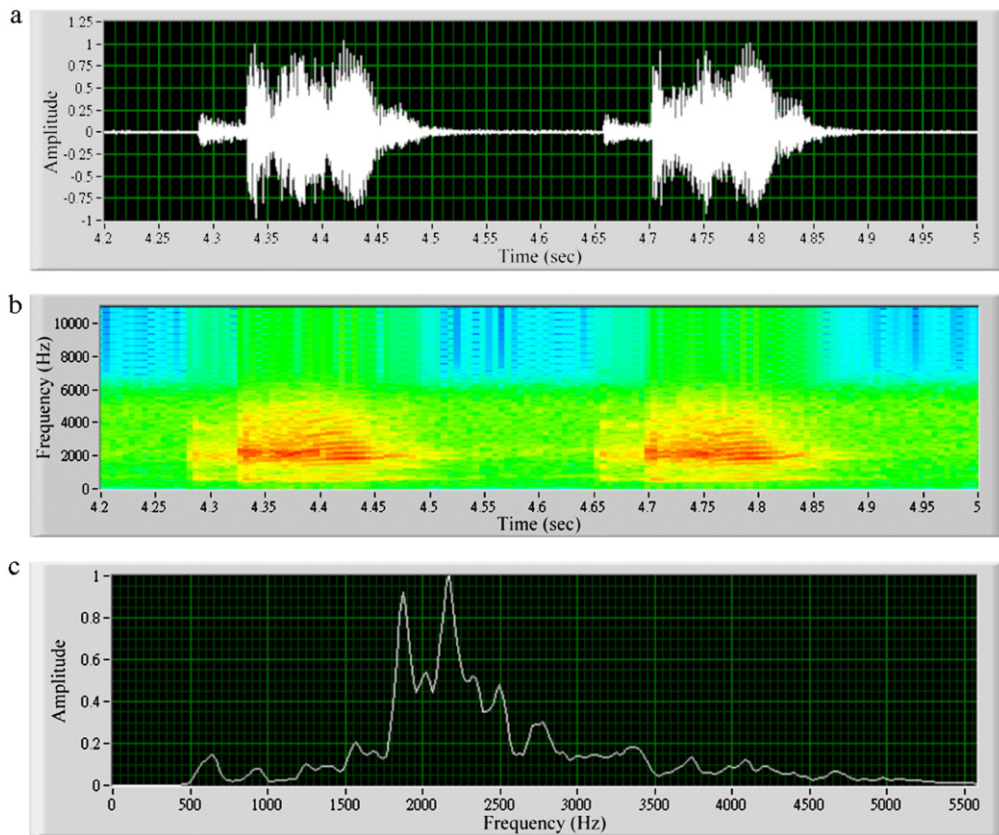 a
1 25
1
0.75
0.5
0.25
0
-0.25
-0.5
-0.75
-1
Amplitude
4.2 4.25 4.3 4.35 4.4 4.45 4.5 4.55 4.6 4.65 4.7 4.75 4.8 4.85 4.9 4.95 5
Time (sec)
b
10000
8000
6000
4000
2000
0
Frequency (Hz)
4.2 4.25 4.3 4.35 4.4 4.45 4.5 4.55 4.6 4.65 4.7 4.75 4.8 4.85 4.9 4.95 5
Time (sec)
c
1
0.8
0.6
0.4
0.2
0
Amplitude
0 500 1000 1500 2000 2500 3000 3500 4000 4500 5000 5500
Frequency (Hz)